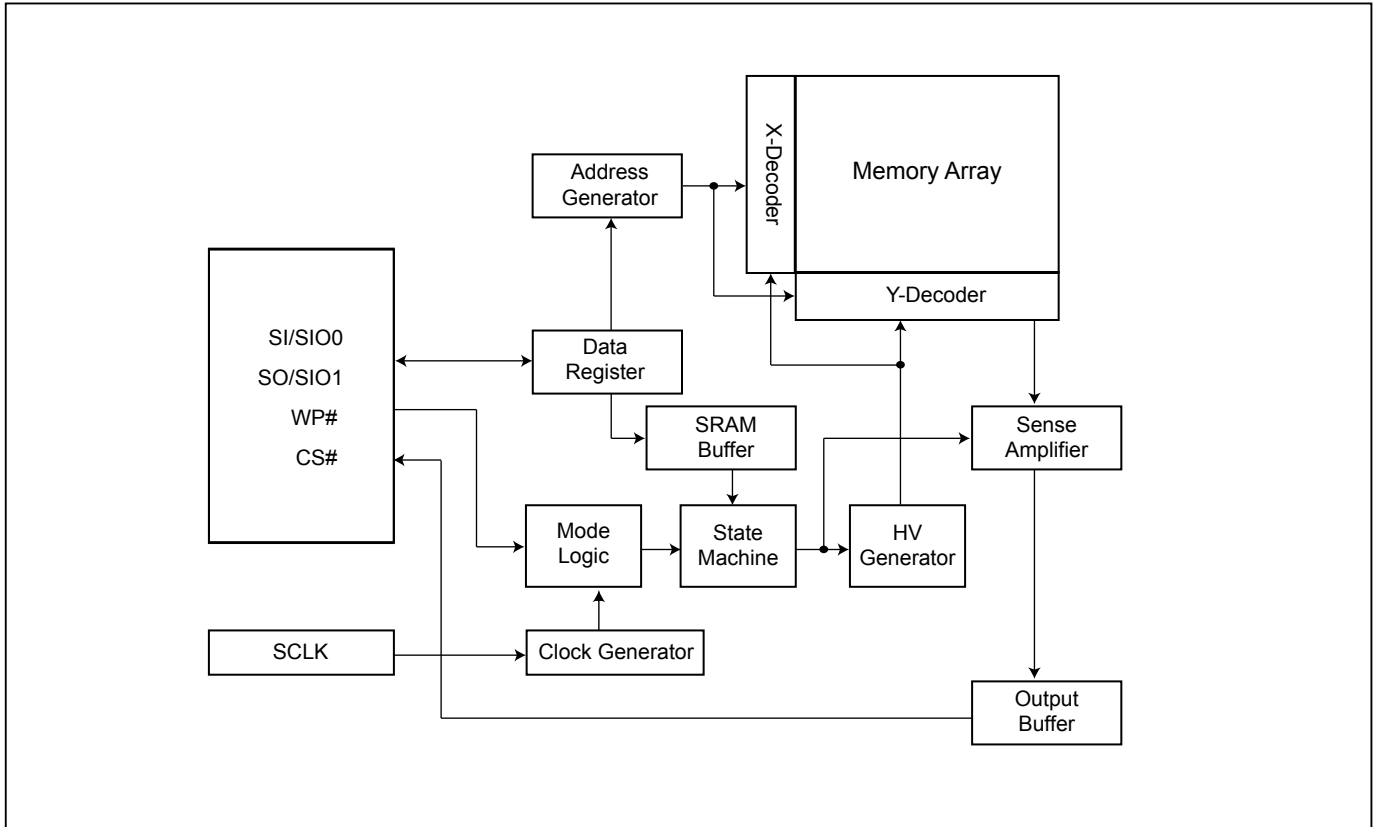 X-Decoder
Memory Array
Address
Generator
Y-Decoder
SI/SIO0
SO/SIO1
WP#
CS#
Data
Register
SRAM
Buffer
Sense
Amplifier
Mode
Logic
State
Machine
HV
Generator
SCLK
Clock Generator
Output
Buffer